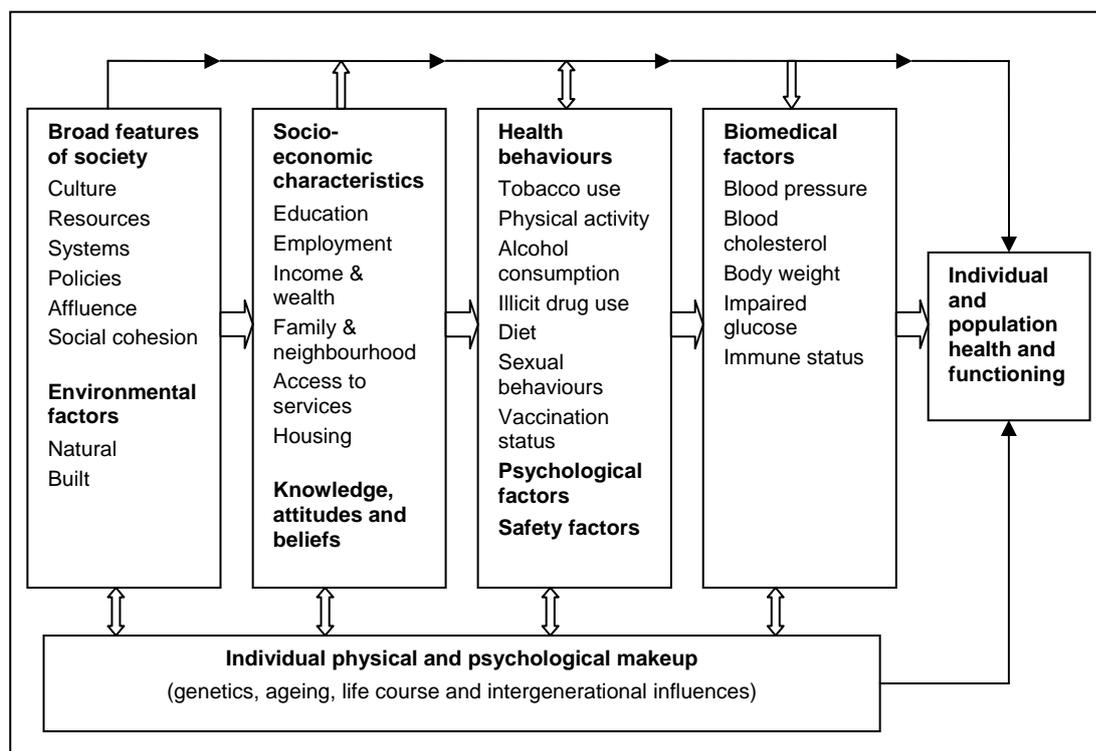 Broad features
of society
Culture
Resources
Systems
Policies
Affluence
Social cohesion
Environmental
factors
Natural
Built
Socio-
economic
characteristics
Education
Employment
Income &
wealth
Family &
neighbourhood
Access to
services
Housing
Knowledge,
attitudes and
beliefs
Health
behaviours
Tobacco use
Physical activity
Alcohol
consumption
Illicit drug use
Diet
Sexual
behaviours
Vaccination
status
Psychological
factors
Safety factors
Biomedical
factors
Blood pressure
Blood
cholesterol
Body weight
Impaired
glucose
Immune status
Individual
and
population
health and
functioning
Individual physical and psychological makeup
(genetics, ageing, life course and intergenerational influences)